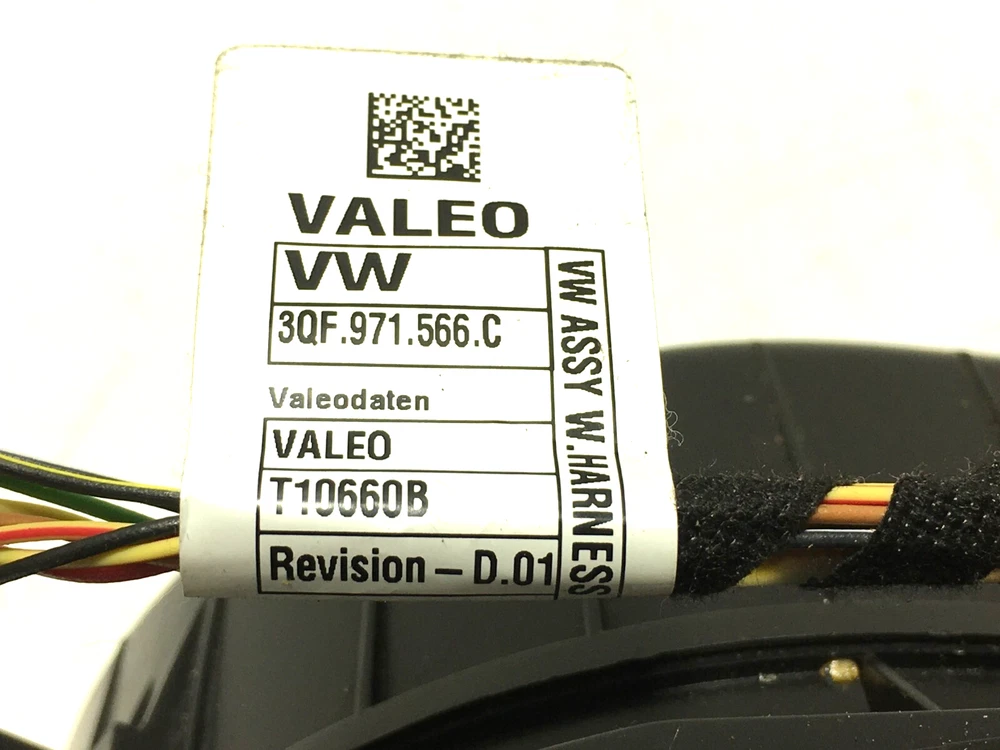 VALEO
VW
3QF.971.566.C
Valeodaten
VALEO
T10660B
Revision – D.01
VW ASSY W.HARNESS